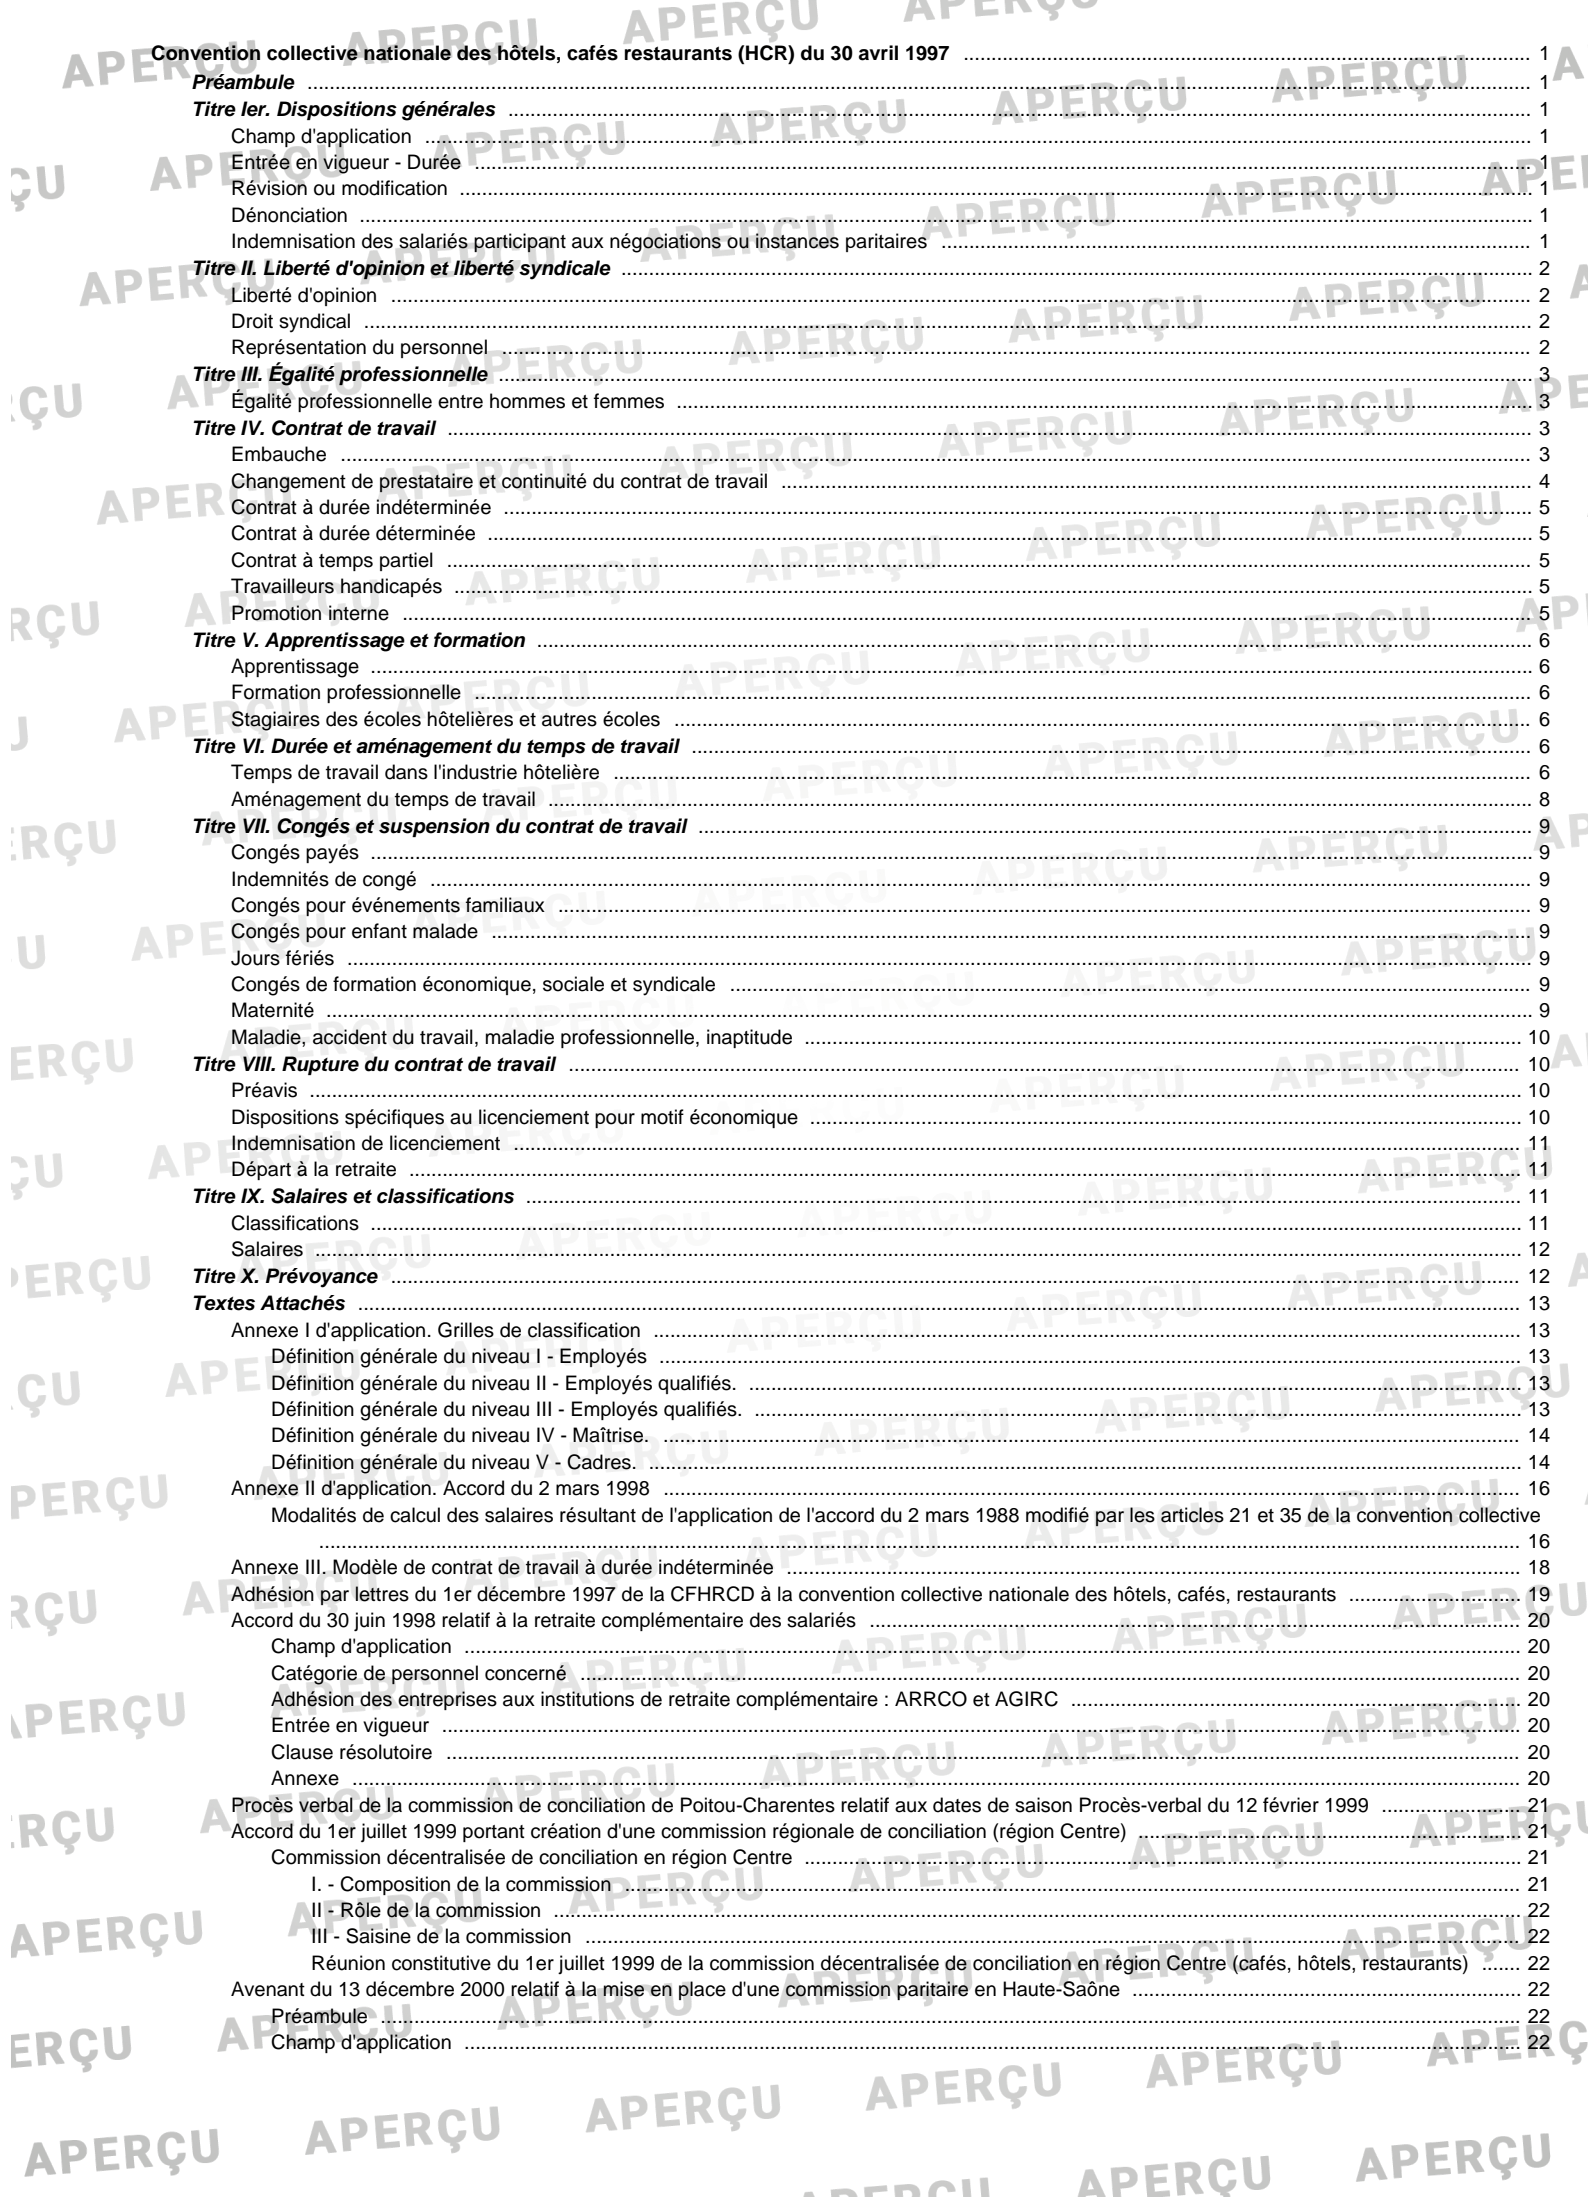 Convention collective nationale des hôtels, cafés restaurants (HCR) du 30 avril 1997 ........ 1
Préambule ........ 1
Titre Ier. Dispositions générales ........ 1
Champ d'application ........ 1
Entrée en vigueur - Durée ........ 1
Révision ou modification ........ 1
Dénonciation ........ 1
Indemnisation des salariés participant aux négociations ou instances paritaires ........ 1
Titre II. Liberté d'opinion et liberté syndicale ........ 2
Liberté d'opinion ........ 2
Droit syndical ........ 2
Représentation du personnel ........ 2
Titre III. Égalité professionnelle ........ 3
Égalité professionnelle entre hommes et femmes ........ 3
Titre IV. Contrat de travail ........ 3
Embauche ........ 3
Changement de prestataire et continuité du contrat de travail ........ 4
Contrat à durée indéterminée ........ 5
Contrat à durée déterminée ........ 5
Contrat à temps partiel ........ 5
Travailleurs handicapés ........ 5
Promotion interne ........ 5
Titre V. Apprentissage et formation ........ 6
Apprentissage ........ 6
Formation professionnelle ........ 6
Stagiaires des écoles hôtelières et autres écoles ........ 6
Titre VI. Durée et aménagement du temps de travail ........ 6
Temps de travail dans l'industrie hôtelière ........ 6
Aménagement du temps de travail ........ 8
Titre VII. Congés et suspension du contrat de travail ........ 9
Congés payés ........ 9
Indemnités de congé ........ 9
Congés pour événements familiaux ........ 9
Congés pour enfant malade ........ 9
Jours fériés ........ 9
Congés de formation économique, sociale et syndicale ........ 9
Maternité ........ 9
Maladie, accident du travail, maladie professionnelle, inaptitude ........ 10
Titre VIII. Rupture du contrat de travail ........ 10
Préavis ........ 10
Dispositions spécifiques au licenciement pour motif économique ........ 10
Indemnisation de licenciement ........ 11
Départ à la retraite ........ 11
Titre IX. Salaires et classifications ........ 11
Classifications ........ 11
Salaires ........ 12
Titre X. Prévoyance ........ 12
Textes Attachés ........ 13
Annexe I d'application. Grilles de classification ........ 13
Définition générale du niveau I - Employés ........ 13
Définition générale du niveau II - Employés qualifiés. ........ 13
Définition générale du niveau III - Employés qualifiés. ........ 13
Définition générale du niveau IV - Maîtrise. ........ 14
Définition générale du niveau V - Cadres. ........ 14
Annexe II d'application. Accord du 2 mars 1998 ........ 16
Modalités de calcul des salaires résultant de l'application de l'accord du 2 mars 1988 modifié par les articles 21 et 35 de la convention collective
........ 16
Annexe III. Modèle de contrat de travail à durée indéterminée ........ 18
Adhésion par lettres du 1er décembre 1997 de la CFHRCD à la convention collective nationale des hôtels, cafés, restaurants ........ 19
Accord du 30 juin 1998 relatif à la retraite complémentaire des salariés ........ 20
Champ d'application ........ 20
Catégorie de personnel concerné ........ 20
Adhésion des entreprises aux institutions de retraite complémentaire : ARRCO et AGIRC ........ 20
Entrée en vigueur ........ 20
Clause résolutoire ........ 20
Annexe ........ 20
Procès verbal de la commission de conciliation de Poitou-Charentes relatif aux dates de saison Procès-verbal du 12 février 1999 ........ 21
Accord du 1er juillet 1999 portant création d'une commission régionale de conciliation (région Centre) ........ 21
Commission décentralisée de conciliation en région Centre ........ 21
I. - Composition de la commission ........ 21
II - Rôle de la commission ........ 22
III - Saisine de la commission ........ 22
Réunion constitutive du 1er juillet 1999 de la commission décentralisée de conciliation en région Centre (cafés, hôtels, restaurants) ....... 22
Avenant du 13 décembre 2000 relatif à la mise en place d'une commission paritaire en Haute-Saône ........ 22
Préambule ........ 22
Champ d'application ........ 22
APERÇU